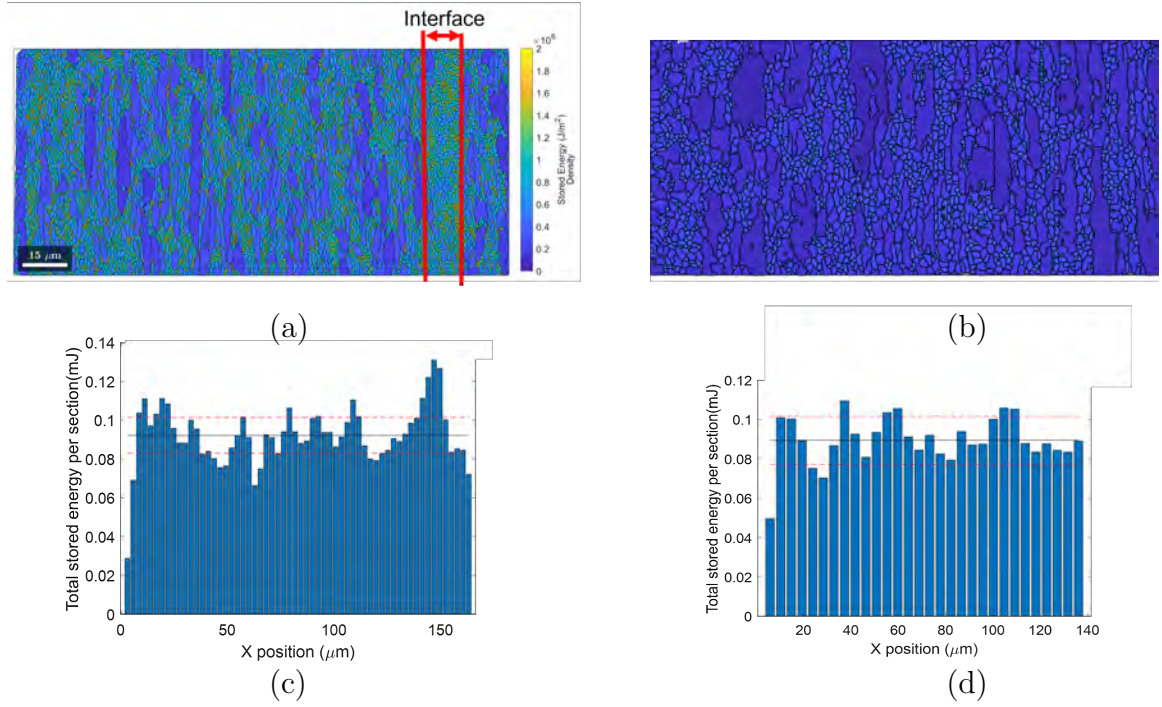 Interface
×10⁶
2
1.8
1.6
1.4
1.2
1
0.8
0.6
0.4
0.2
0
Stored Energy (J/m²)
Density
15 μm
(a)
(b)
0.14
0.12
0.1
0.08
0.06
0.04
0.02
0
Total stored energy per section(mJ)
0 50 100 150
X position (μm)
(c)
0.12
0.1
0.08
0.06
0.04
0.02
0
Total stored energy per section(mJ)
20 40 60 80 100 120 140
X position (μm)
(d)